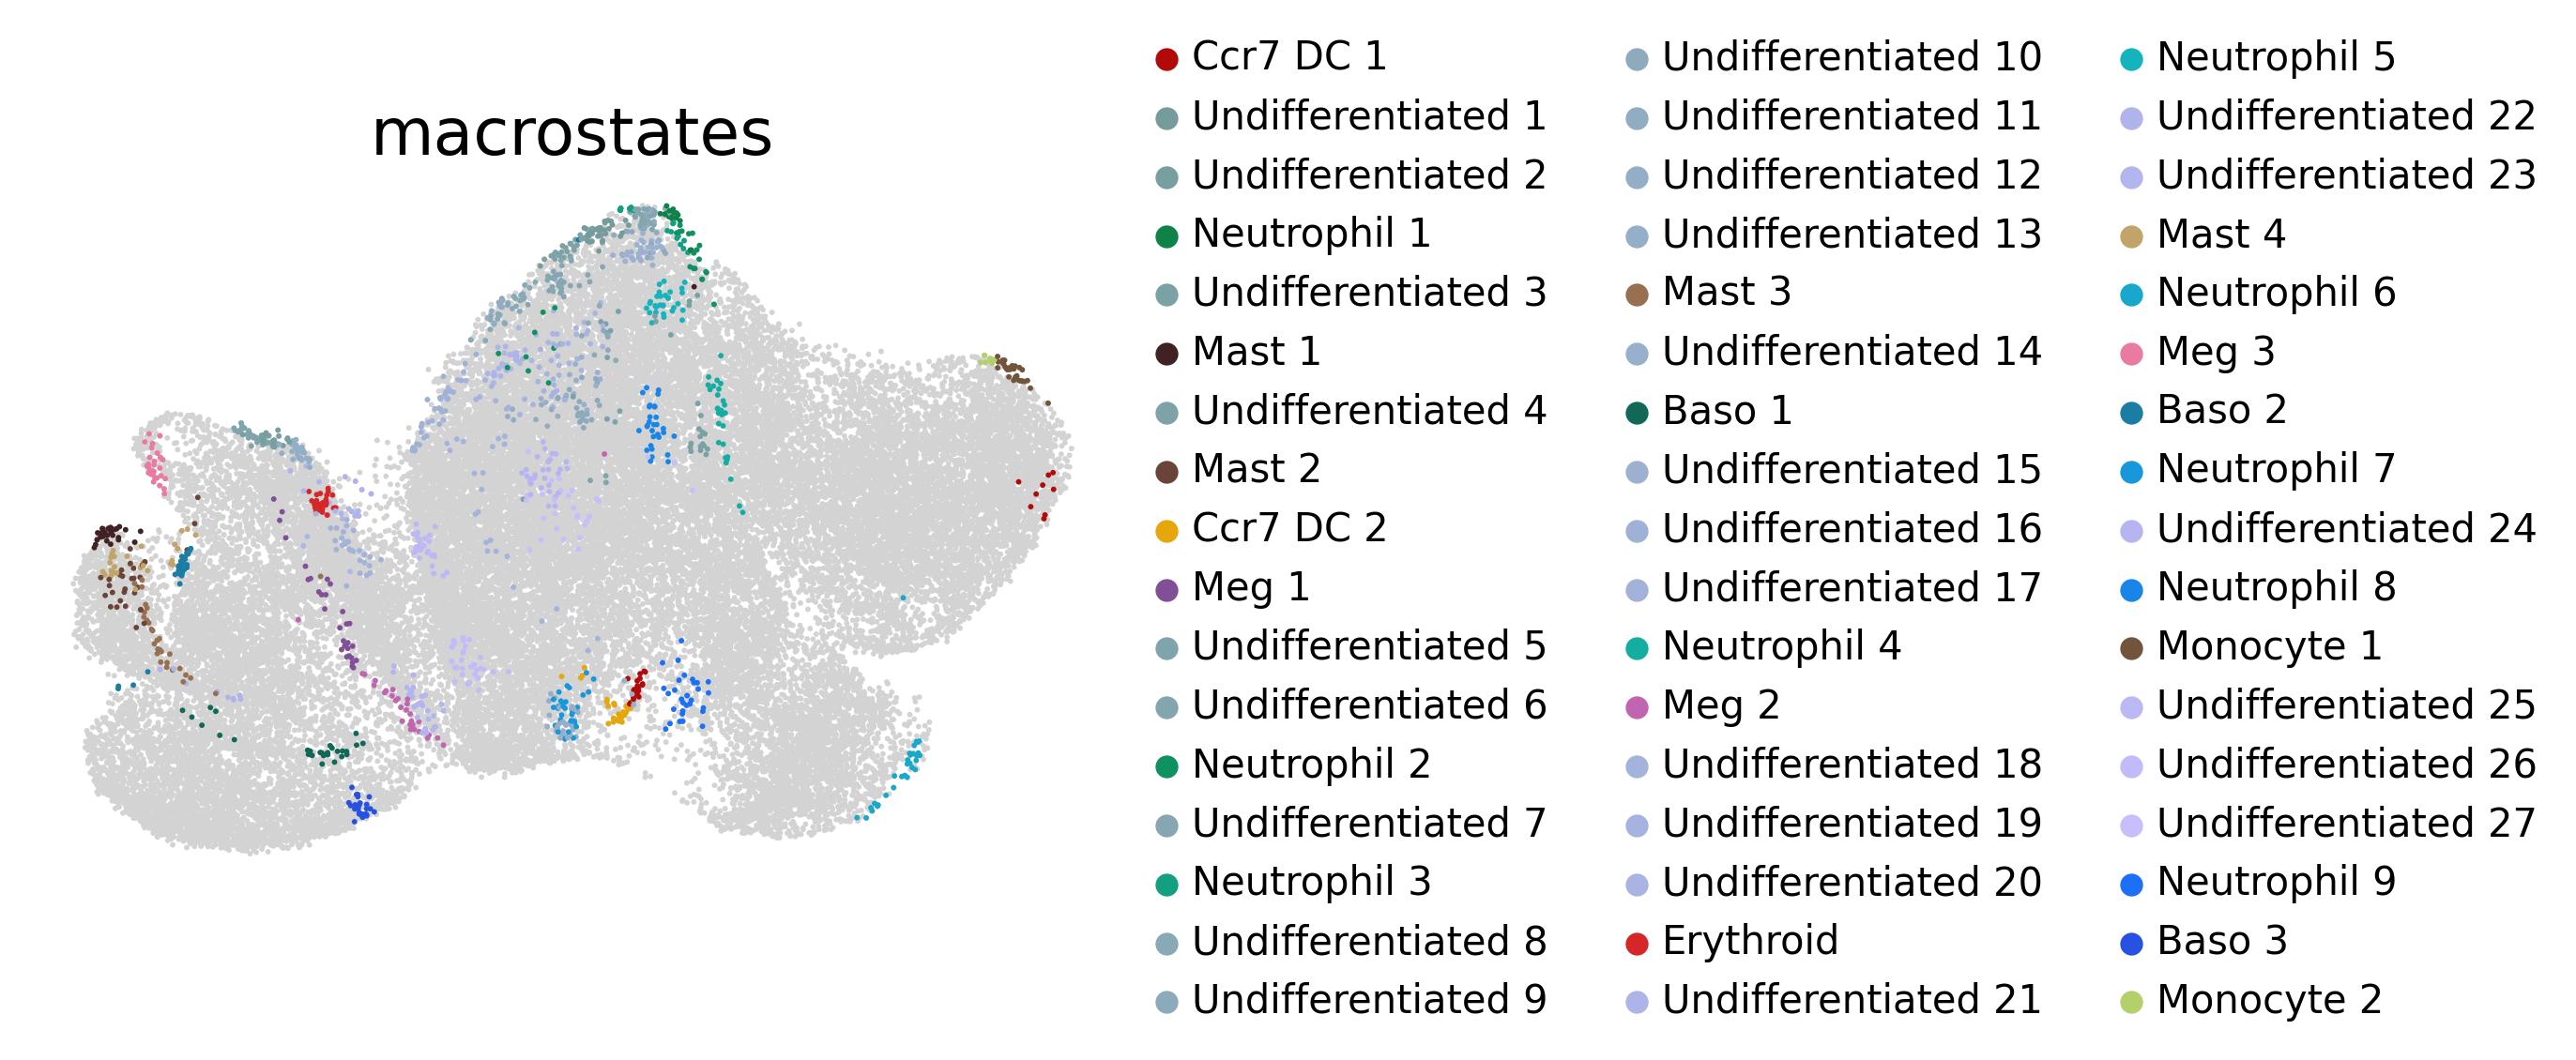 macrostates
Ccr7 DC 1
Undifferentiated 1
Undifferentiated 2
Neutrophil 1
Undifferentiated 3
Mast 1
Undifferentiated 4
Mast 2
Ccr7 DC 2
Meg 1
Undifferentiated 5
Undifferentiated 6
Neutrophil 2
Undifferentiated 7
Neutrophil 3
Undifferentiated 8
Undifferentiated 9
Undifferentiated 10
Undifferentiated 11
Undifferentiated 12
Undifferentiated 13
Mast 3
Undifferentiated 14
Baso 1
Undifferentiated 15
Undifferentiated 16
Undifferentiated 17
Neutrophil 4
Meg 2
Undifferentiated 18
Undifferentiated 19
Undifferentiated 20
Erythroid
Undifferentiated 21
Neutrophil 5
Undifferentiated 22
Undifferentiated 23
Mast 4
Neutrophil 6
Meg 3
Baso 2
Neutrophil 7
Undifferentiated 24
Neutrophil 8
Monocyte 1
Undifferentiated 25
Undifferentiated 26
Undifferentiated 27
Neutrophil 9
Baso 3
Monocyte 2